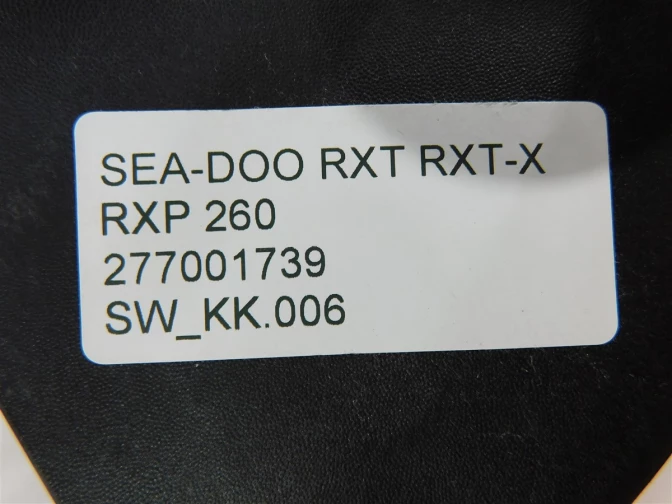 SEA-DOO RXT RXT-X
RXP 260
277001739
SW_KK.006